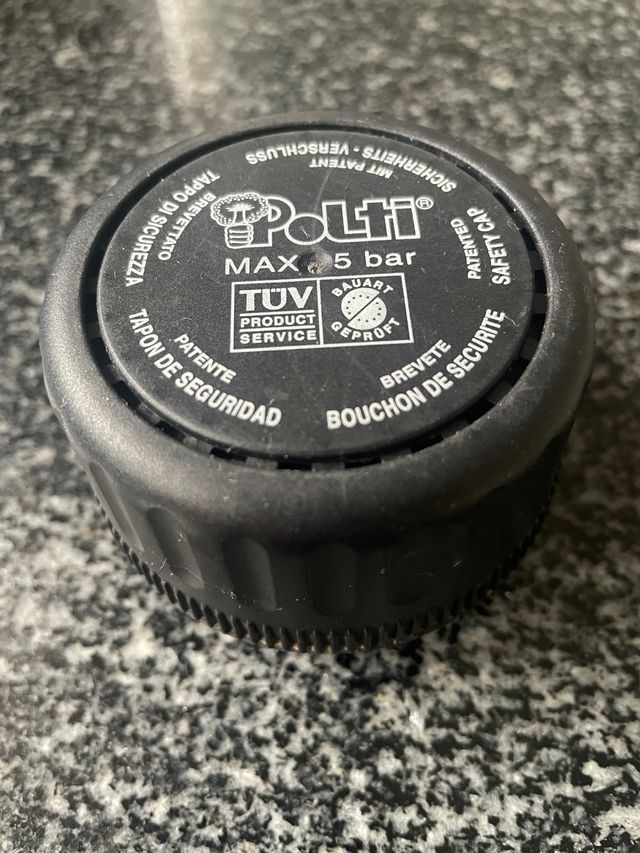 MIT PATENT
SICHERHEITS - VERSCHLUSS
BREVETTATO
TAPPO DI SICUREZZA
POLti®
MAX 5 bar
PATENTED
SAFETY CAP
TÜV
PRODUCT
SERVICE
BAUART
GEPRÜFT
PATENTE
TAPON DE SEGURIDAD
BREVETE
BOUCHON DE SECURITE